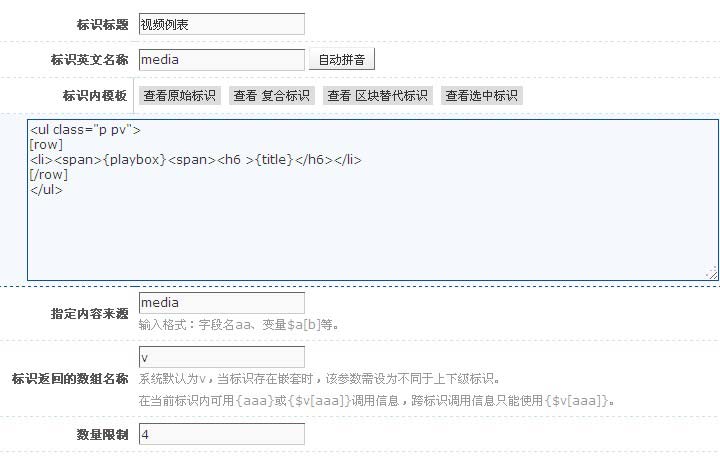 标识标题 视频例表
标识英文名称 media 自动拼音
标识内模板 查看原始标识 查看 复合标识 查看 区块替代标识 查看选中标识
<ul class="p pv">
[row]
<li><span>{playbox}<span><h6 >{title}</h6></li>
[/row]
</ul>
指定内容来源 media
输入格式：字段名aa、变量$a[b]等。
标识返回的数组名称 v
系统默认为v，当标识存在嵌套时，该参数需设为不同于上下级标识。
在当前标识内可用{aaa}或{$v[aaa]}调用信息，跨标识调用信息只能使用{$v[aaa]}。
数量限制 4